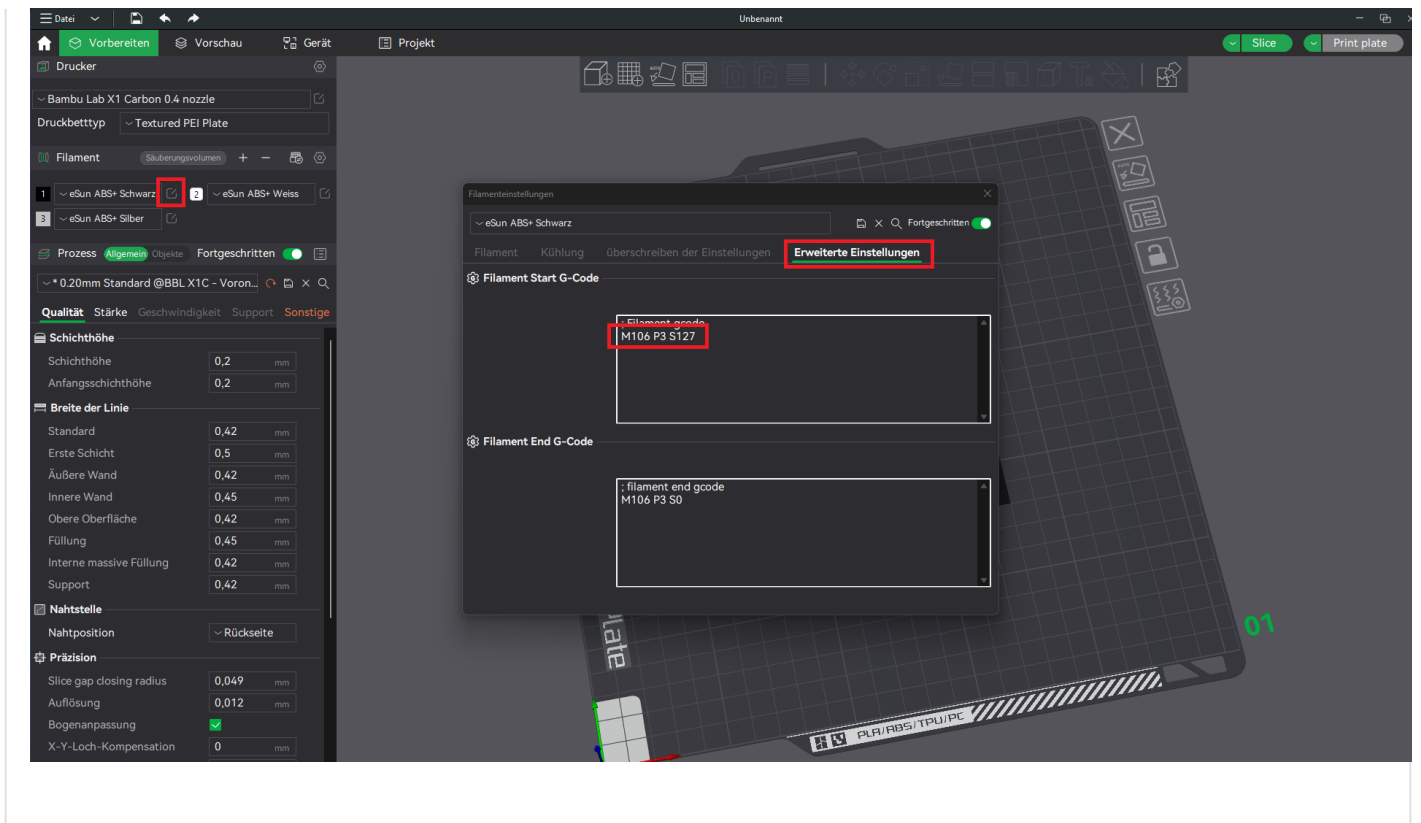 Datei
Unbenannt
Vorbereiten Vorschau Gerät Projekt Slice Print plate
Drucker
Bambu Lab X1 Carbon 0.4 nozzle
Druckbetttyp Textured PEI Plate
Filament Säuberungsvolumen + −
1 eSun ABS+ Schwarz 2 eSun ABS+ Weiss
3 eSun ABS+ Silber
Prozess Allgemein Objekte Fortgeschritten
* 0.20mm Standard @BBL X1C - Voron...
Qualität Stärke Geschwindigkeit Support Sonstige
Schichthöhe
Schichthöhe 0,2 mm
Anfangsschichthöhe 0,2 mm
Breite der Linie
Standard 0,42 mm
Erste Schicht 0,5 mm
Äußere Wand 0,42 mm
Innere Wand 0,45 mm
Obere Oberfläche 0,42 mm
Füllung 0,45 mm
Interne massive Füllung 0,42 mm
Support 0,42 mm
Nahtstelle
Nahtposition Rückseite
Präzision
Slice gap closing radius 0,049 mm
Auflösung 0,012 mm
Bogenanpassung
X-Y-Loch-Kompensation 0 mm
Filamenteinstellungen
eSun ABS+ Schwarz Fortgeschritten
Filament Kühlung überschreiben der Einstellungen Erweiterte Einstellungen
Filament Start G-Code
; Filament gcode
M106 P3 S127
Filament End G-Code
; filament end gcode
M106 P3 S0
plate
PLA/ABS/TPU/PC
01